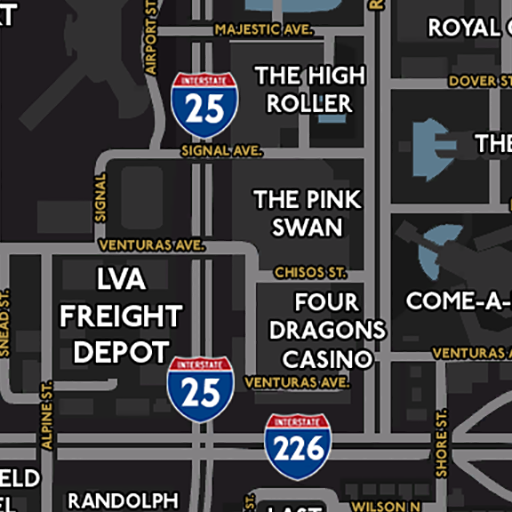 AIRPORT ST.
MAJESTIC AVE.
ROYAL
DOVER ST
INTERSTATE
25
THE HIGH
ROLLER
SIGNAL AVE.
THE
SIGNAL
THE PINK
SWAN
VENTURAS AVE.
CHISOS ST.
LVA
FREIGHT
DEPOT
FOUR
DRAGONS
CASINO
COME-A-
SNEAD ST.
VENTURAS A
INTERSTATE
25
VENTURAS AVE.
ALPINE ST.
INTERSTATE
226
SHORE ST.
RANDOLPH
ST.
WILSON N